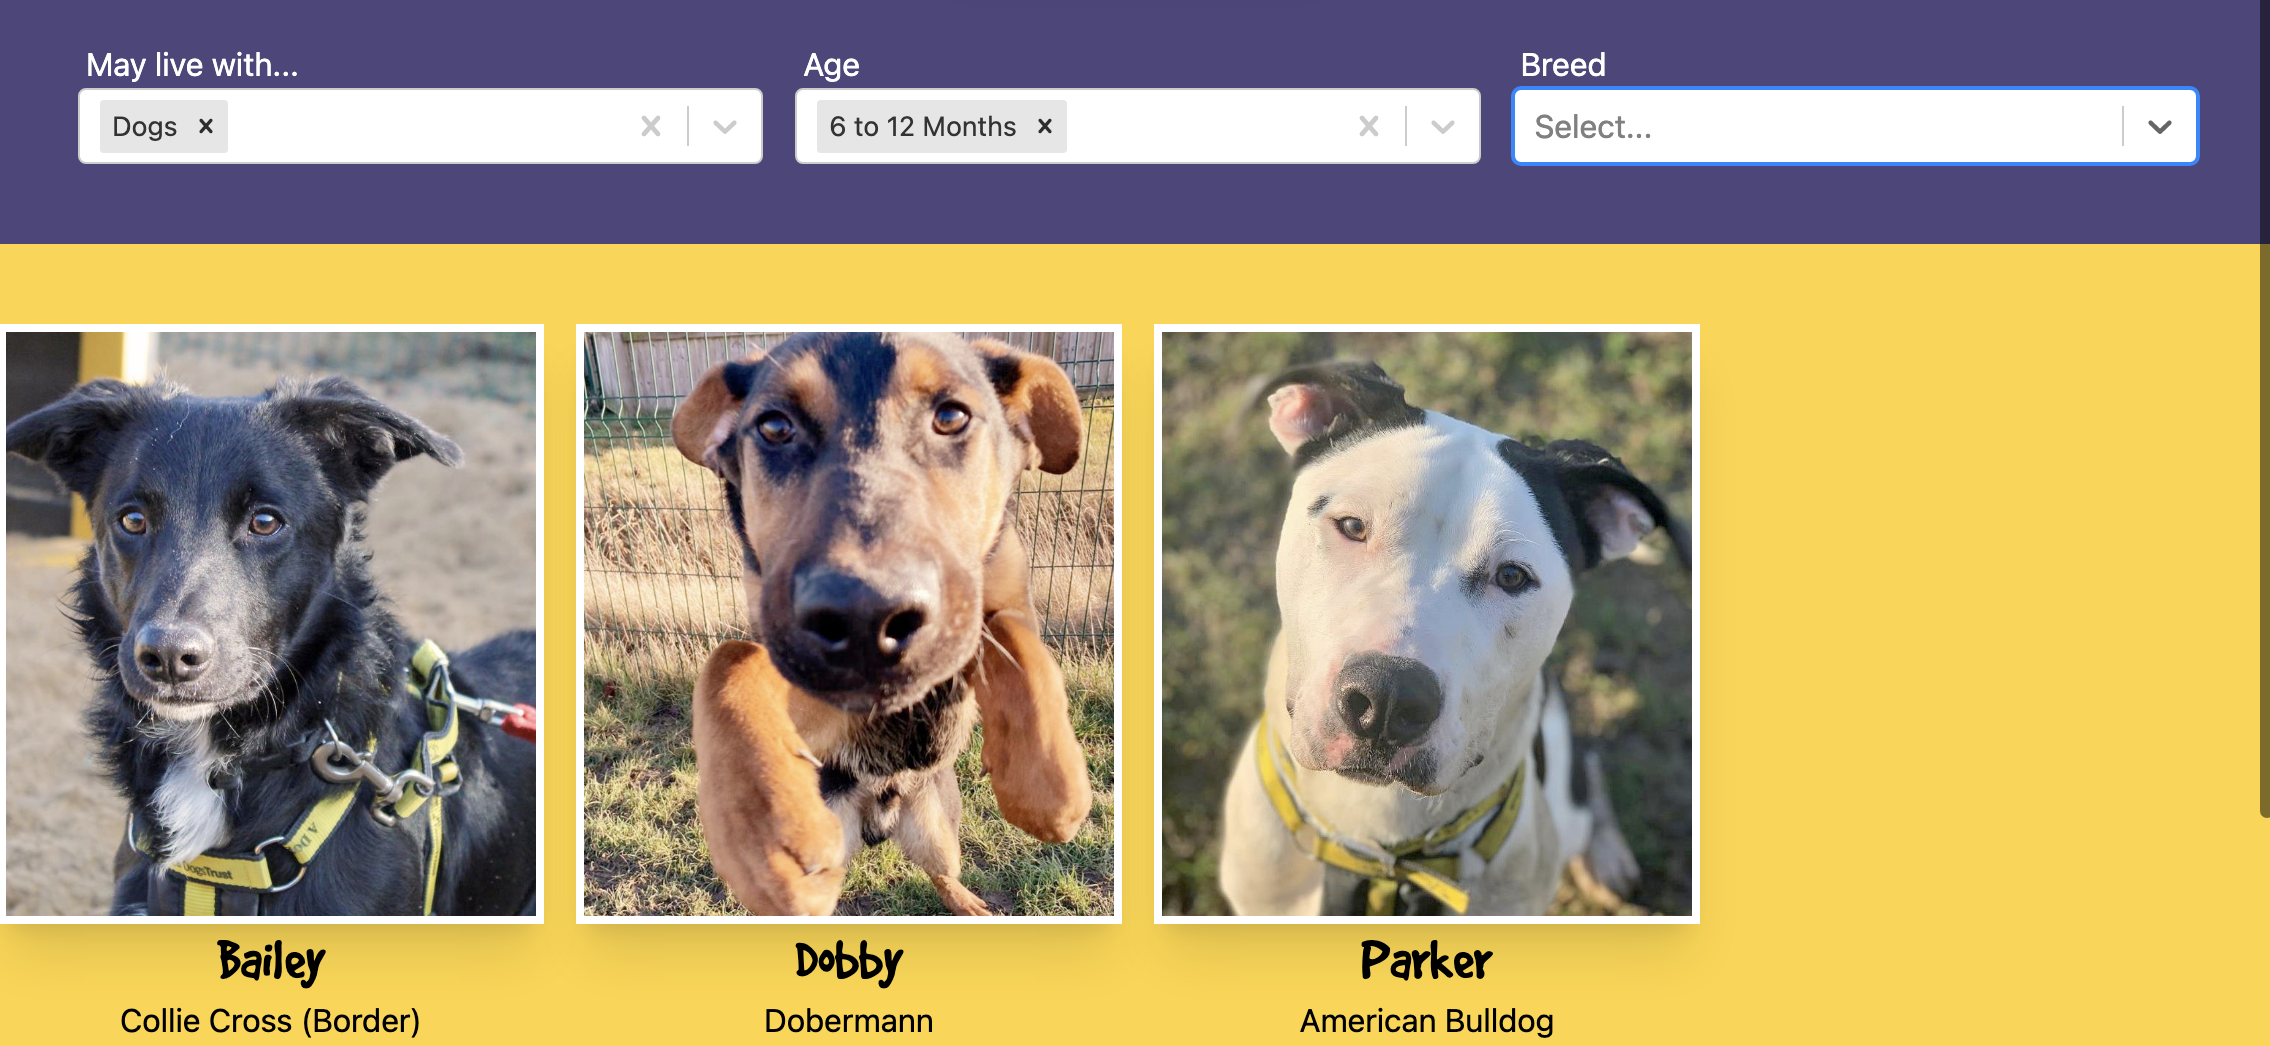 May live with...
Age
Breed
Dogs
6 to 12 Months
Select...
DogsTrust
Bailey
Dobby
Parker
Collie Cross (Border)
Dobermann
American Bulldog